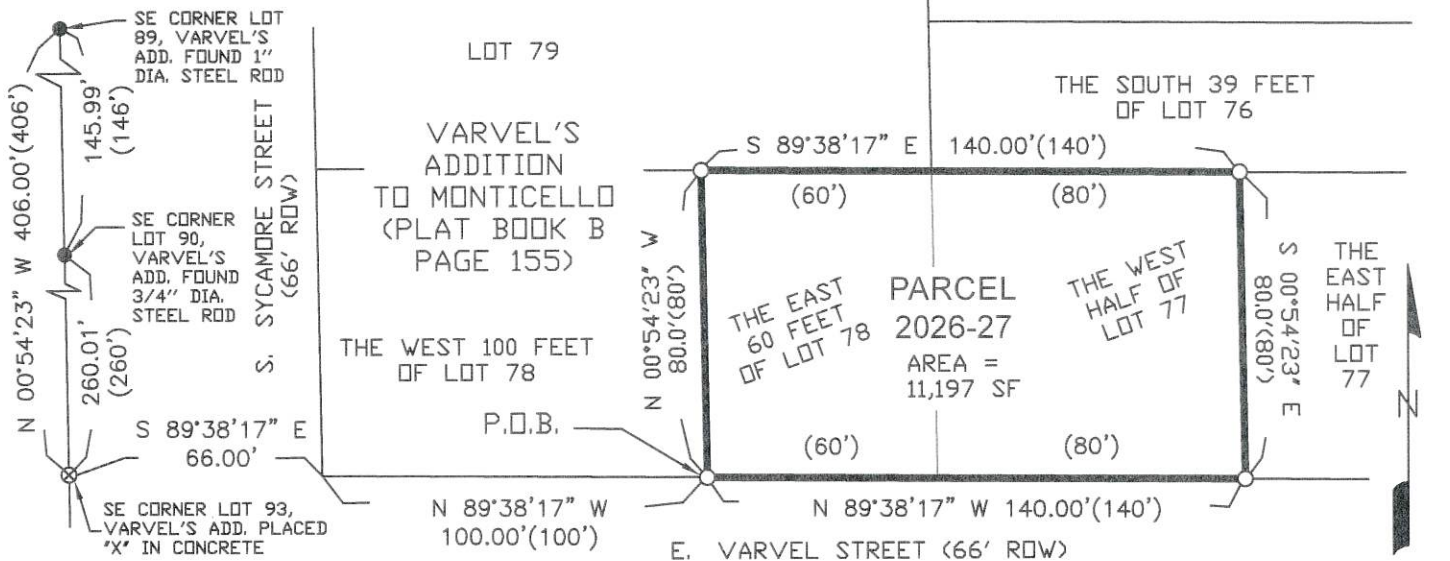 SE CORNER LOT
89, VARVEL'S
ADD. FOUND 1"
DIA. STEEL ROD
N 00°54'23" W 406.00'(406')
145.99'
(146')
SE CORNER
LOT 90,
VARVEL'S
ADD. FOUND
3/4" DIA.
STEEL ROD
260.01'
(260')
S. SYCAMORE STREET
(66' ROW)
S 89°38'17" E
66.00'
SE CORNER LOT 93,
VARVEL'S ADD. PLACED
"X" IN CONCRETE
LOT 79
VARVEL'S
ADDITION
TO MONTICELLO
(PLAT BOOK B
PAGE 155)
THE WEST 100 FEET
OF LOT 78
P.O.B.
N 89°38'17" W
100.00'(100')
THE SOUTH 39 FEET
OF LOT 76
S 89°38'17" E 140.00'(140')
(60') (80')
N 00°54'23" W
80.0'(80')
THE EAST
60 FEET
OF LOT 78
PARCEL
2026-27
AREA =
11,197 SF
THE WEST
HALF OF
LOT 77
S 00°54'23" E
80.0'(80')
THE
EAST
HALF
OF
LOT
77
N
(60') (80')
N 89°38'17" W 140.00'(140')
E. VARVEL STREET (66' ROW)